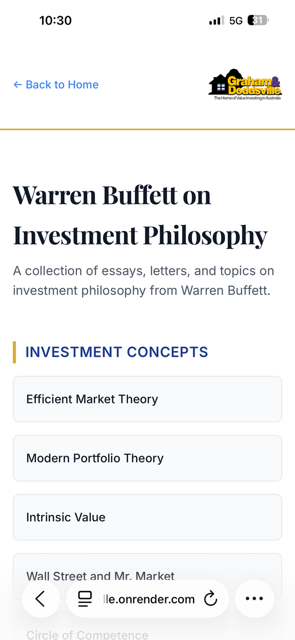 10:30
5G
31
← Back to Home
Graham &
Doddsville
The Home of Value Investing in Australia
Warren Buffett on
Investment Philosophy
A collection of essays, letters, and topics on
investment philosophy from Warren Buffett.
INVESTMENT CONCEPTS
Efficient Market Theory
Modern Portfolio Theory
Intrinsic Value
Wall Street and Mr. Market
lle.onrender.com
Circle of Competence